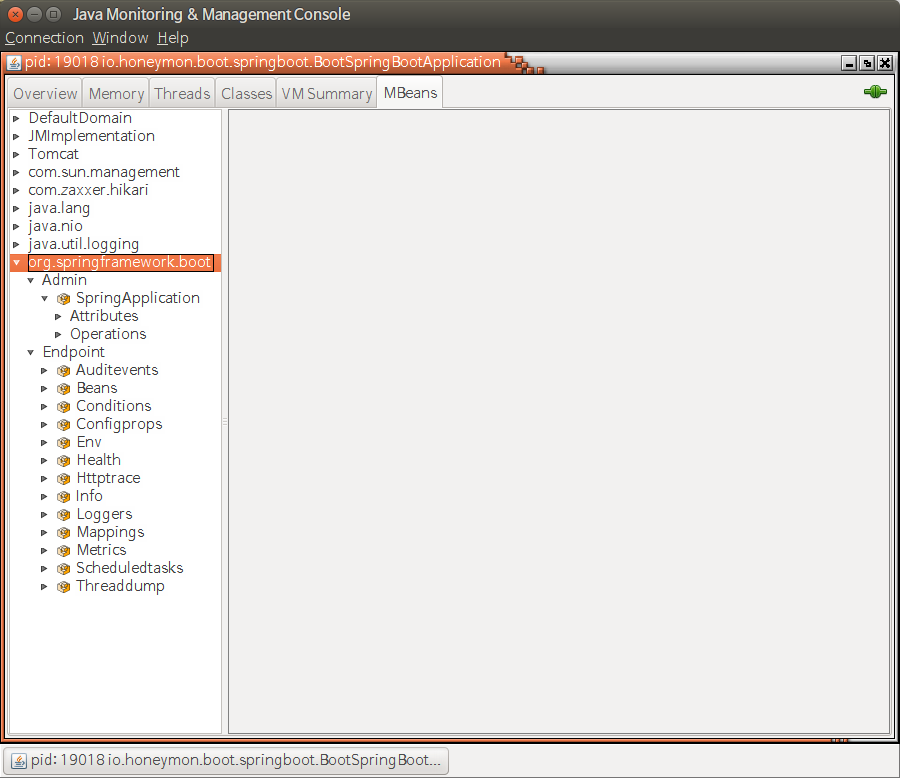 Java Monitoring & Management Console
Connection Window Help
pid: 19018 io.honeymon.boot.springboot.BootSpringBootApplication
Overview Memory Threads Classes VM Summary MBeans
DefaultDomain
JMImplementation
Tomcat
com.sun.management
com.zaxxer.hikari
java.lang
java.nio
java.util.logging
org.springframework.boot
Admin
SpringApplication
Attributes
Operations
Endpoint
Auditevents
Beans
Conditions
Configprops
Env
Health
Httptrace
Info
Loggers
Mappings
Metrics
Scheduledtasks
Threaddump
pid: 19018 io.honeymon.boot.springboot.BootSpringBoot...